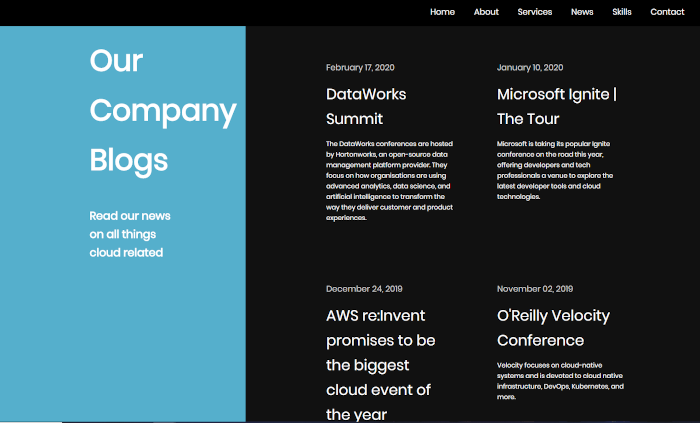 Home About Services News Skills Contact
Our
Company
Blogs
Read our news
on all things
cloud related
February 17, 2020
DataWorks
Summit
The DataWorks conferences are hosted
by Hortonworks, an open-source data
management platform provider. They
focus on how organisations are using
advanced analytics, data science, and
artificial intelligence to transform the
way they deliver customer and product
experiences.
January 10, 2020
Microsoft Ignite |
The Tour
Microsoft is taking its popular Ignite
conference on the road this year,
offering developers and tech
professionals a venue to explore the
latest developer tools and cloud
technologies.
December 24, 2019
AWS re:Invent
promises to be
the biggest
cloud event of
the year
November 02, 2019
O'Reilly Velocity
Conference
Velocity focuses on cloud-native
systems and is devoted to cloud native
infrastructure, DevOps, Kubernetes, and
more.